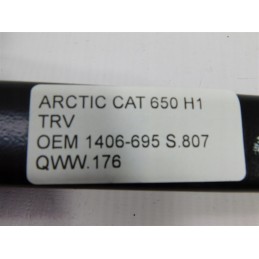 ARCTIC CAT 650 H1
TRV
OEM 1406-695 S.807
QWW.176